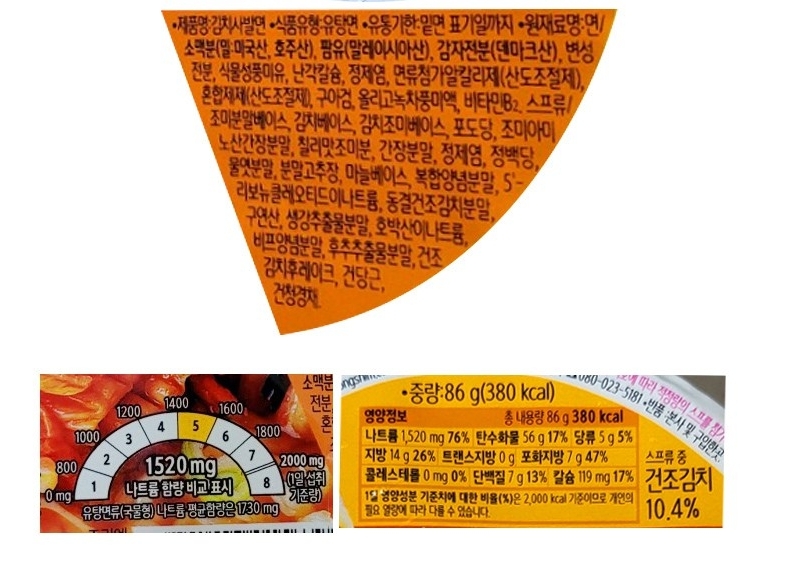 •제품명:김치사발면 •식품유형:유탕면 •유통기한:밑면 표기일까지 •원재료명:면/
소맥분(밀:미국산, 호주산), 팜유(말레이시아산), 감자전분(덴마크산), 변성
전분, 식물성풍미유, 난각칼슘, 정제염, 면류첨가알칼리제(산도조절제),
혼합제제(산도조절제), 구아검, 올리고녹차풍미액, 비타민B₂, 스프류/
조미분말베이스, 김치베이스, 김치조미베이스, 포도당, 조미아미
노산간장분말, 칠리맛조미분, 간장분말, 정제염, 정백당,
물엿분말, 분말고추장, 마늘베이스, 복합양념분말, 5'-
리보뉴클레오티드이나트륨, 동결건조김치분말,
구연산, 생강추출물분말, 호박산이나트륨,
비프양념분말, 후추추출물분말, 건조
김치후레이크, 건당근,
건청경채
소맥분
전분
0 mg 800 1000 1200 1400 1600 1800 2000 mg
1 2 3 4 5 6 7 8
1520 mg
나트륨 함량 비교 표시
(1일 섭취
기준량)
유탕면류(국물형) 나트륨 평균함량은 1730 mg
080-023-5181 •반품·본사 및 구입한곳
•중량:86 g(380 kcal)
영양정보 총 내용량 86 g 380 kcal
나트륨 1,520 mg 76% 탄수화물 56 g 17% 당류 5 g 5%
지방 14 g 26% 트랜스지방 0 g 포화지방 7 g 47%
콜레스테롤 0 mg 0% 단백질 7 g 13% 칼슘 119 mg 17%
1일 영양성분 기준치에 대한 비율(%)은 2,000 kcal 기준이므로 개인의
필요 열량에 따라 다를 수 있습니다.
스프류 중
건조김치
10.4%